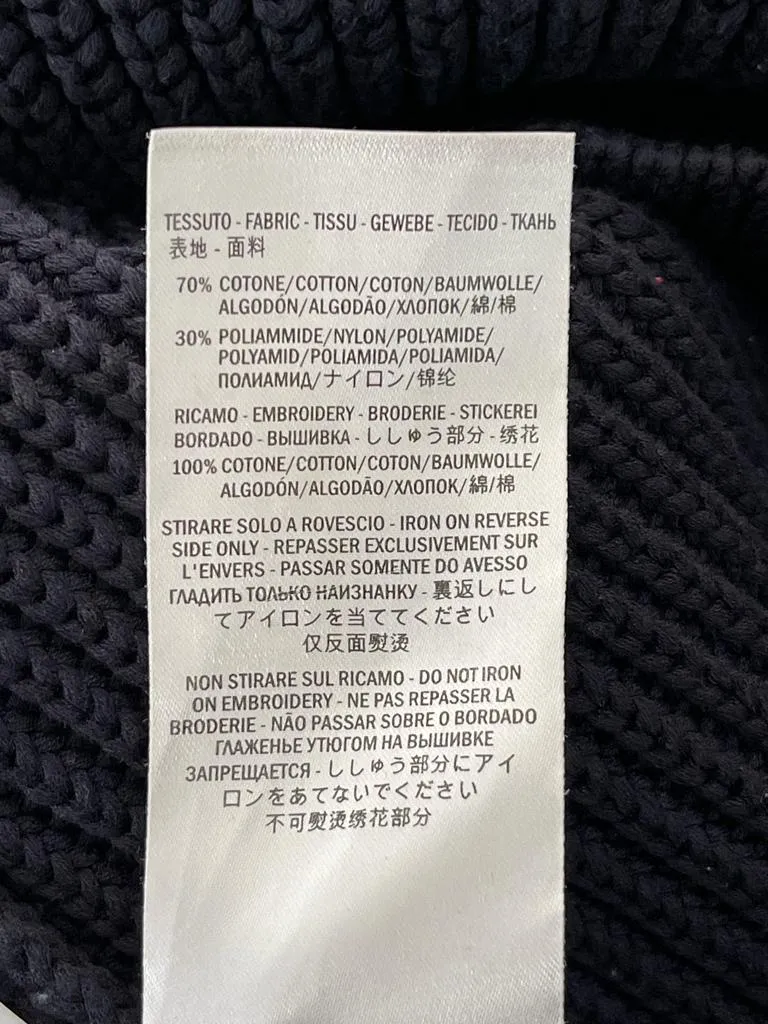 TESSUTO - FABRIC - TISSU - GEWEBE - TECIDO - ТКАНЬ
表地 - 面料
70% COTONE/COTTON/COTON/BAUMWOLLE/
ALGODÓN/ALGODÃO/ХЛОПОК/綿/棉
30% POLIAMMIDE/NYLON/POLYAMIDE/
POLYAMID/POLIAMIDA/POLIAMIDA/
ПОЛИАМИД/ナイロン/锦纶
RICAMO - EMBROIDERY - BRODERIE - STICKEREI
BORDADO - ВЫШИВКА - ししゅう部分 - 绣花
100% COTONE/COTTON/COTON/BAUMWOLLE/
ALGODÓN/ALGODÃO/ХЛОПОК/綿/棉
STIRARE SOLO A ROVESCIO - IRON ON REVERSE
SIDE ONLY - REPASSER EXCLUSIVEMENT SUR
L'ENVERS - PASSAR SOMENTE DO AVESSO
ГЛАДИТЬ ТОЛЬКО НАИЗНАНКУ - 裏返しにし
てアイロンを当ててください
仅反面熨烫
NON STIRARE SUL RICAMO - DO NOT IRON
ON EMBROIDERY - NE PAS REPASSER LA
BRODERIE - NÃO PASSAR SOBRE O BORDADO
ГЛАЖЕНЬЕ УТЮГОМ НА ВЫШИВКЕ
ЗАПРЕЩАЕТСЯ - ししゅう部分にアイ
ロンをあてないでください
不可熨烫绣花部分